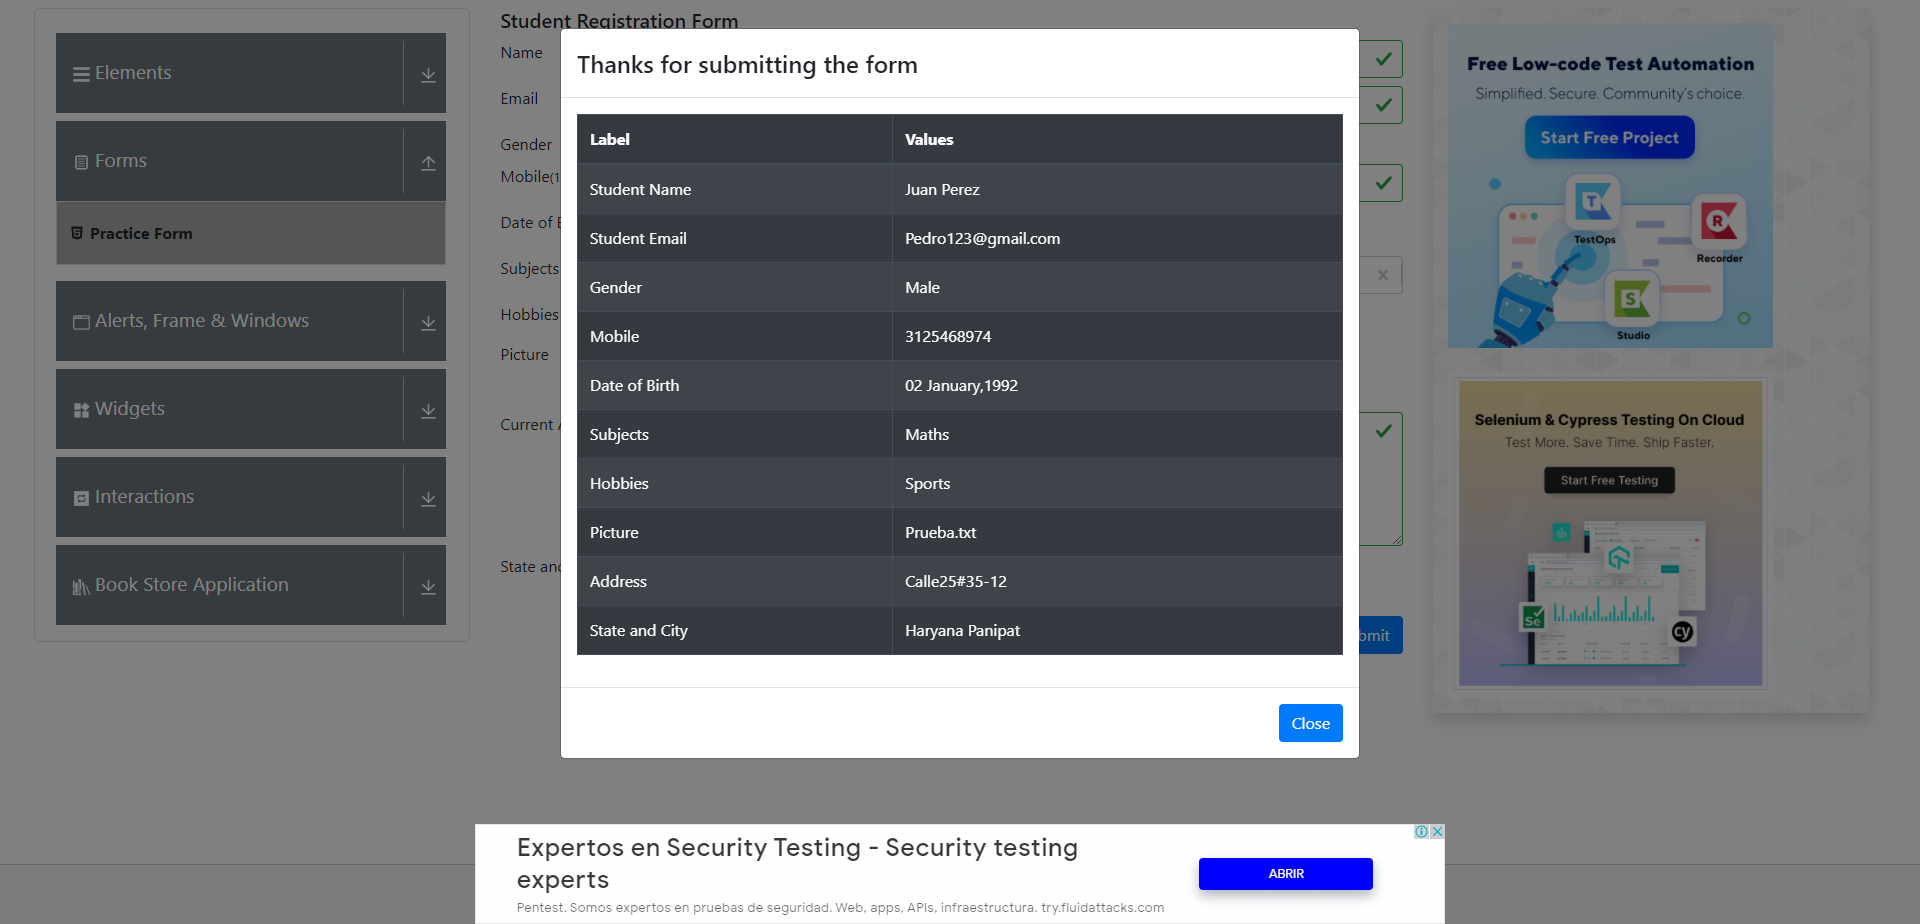 Elements
Forms
Practice Form
Alerts, Frame & Windows
Widgets
Interactions
Book Store Application
Student Registration Form
Name
Email
Gender
Mobile(1
Date of B
Subjects
Hobbies
Picture
Current A
State and
bmit
Thanks for submitting the form
Label Values
Student Name Juan Perez
Student Email Pedro123@gmail.com
Gender Male
Mobile 3125468974
Date of Birth 02 January,1992
Subjects Maths
Hobbies Sports
Picture Prueba.txt
Address Calle25#35-12
State and City Haryana Panipat
Close
Free Low-code Test Automation
Simplified. Secure. Community's choice.
Start Free Project
T
TestOps
R
Recorder
S
Studio
Selenium & Cypress Testing On Cloud
Test More. Save Time. Ship Faster.
Start Free Testing
Se
cy
Expertos en Security Testing - Security testing
experts
Pentest. Somos expertos en pruebas de seguridad. Web, apps, APIs, infraestructura. try.fluidattacks.com
ABRIR